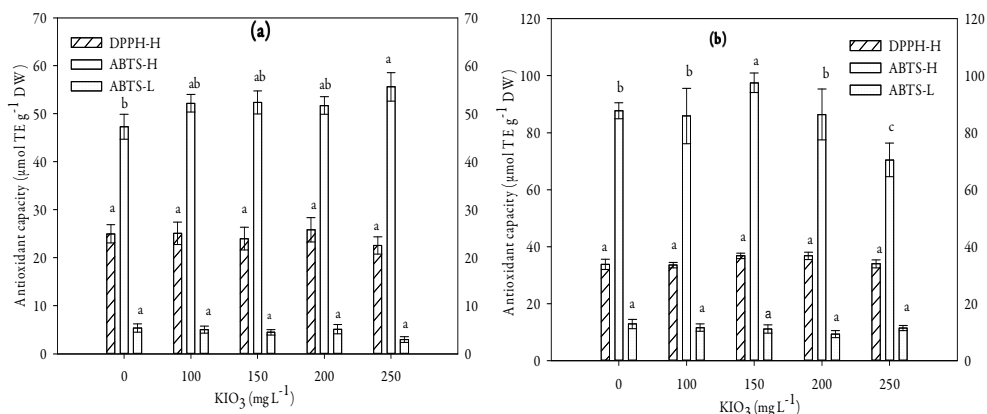 (a)
Antioxidant capacity (µmol TE g-1 DW)
70
60
50
40
30
20
10
0
DPPH-H
ABTS-H
ABTS-L
b
ab
ab
ab
a
a
a
a
a
a
a
a
a
a
a
70
60
50
40
30
20
10
0
0 100 150 200 250
KIO3 (mg L-1)
(b)
Antioxidant capacity (µmol TE g-1 DW)
120
100
80
60
40
20
0
DPPH-H
ABTS-H
ABTS-L
b
b
a
b
c
a
a
a
a
a
a
a
a
a
a
120
100
80
60
40
20
0
0 100 150 200 250
KIO3 (mg L-1)